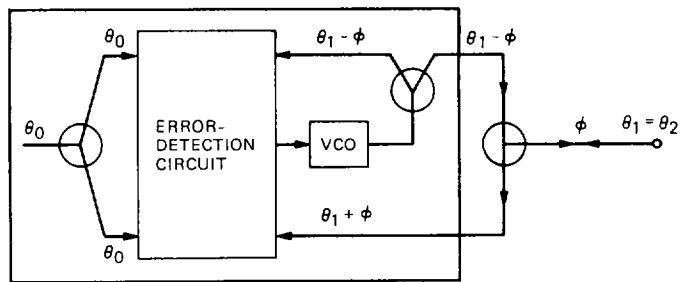 θ₀
θ₁ – ϕ
θ₁ – ϕ
θ₀
ERROR-
DETECTION
CIRCUIT
VCO
ϕ
θ₁ = θ₂
θ₁ + ϕ
θ₀